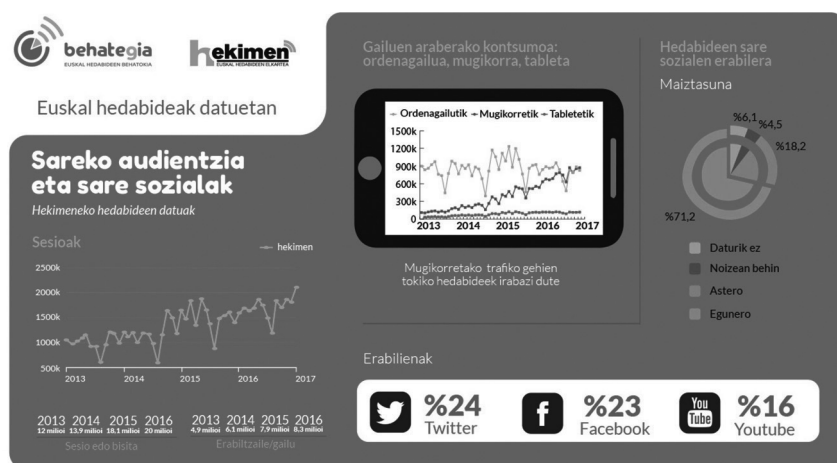 behategia
EUSKAL HEDABIDEEN BEHATOKIA
hekimen
EUSKAL HEDABIDEEN ELKARTEA
Euskal hedabideak datuetan
Sareko audientzia
eta sare sozialak
Hekimeneko hedabideen datuak
Sesioak
hekimen
2500k
2000k
1500k
1000k
500k
2013 2014 2015 2016 2017
2013 2014 2015 2016
12 milioi 13.9 milioi 18.1 milioi 20 milioi
Sesio edo bisita
2013 2014 2015 2016
4,9 milioi 6.1 milioi 7.9 milioi 8.3 milioi
Erabiltzaile/gailu
Gailuen araberako kontsumoa:
ordenagailua, mugikorra, tableta
Ordenagailutik Mugikorretik Tabletetik
1500k
1200k
900k
600k
300k
0
2013 2014 2015 2016 2017
Mugikorretako trafiko gehien
tokiko hedabideek irabazi dute
Hedabideen sare
sozialen erabilera
Maiztasuna
%6,1
%4,5
%18,2
%71,2
Daturik ez
Noizean behin
Astero
Egunero
Erabilienak
%24
Twitter
%23
Facebook
You
Tube
%16
Youtube